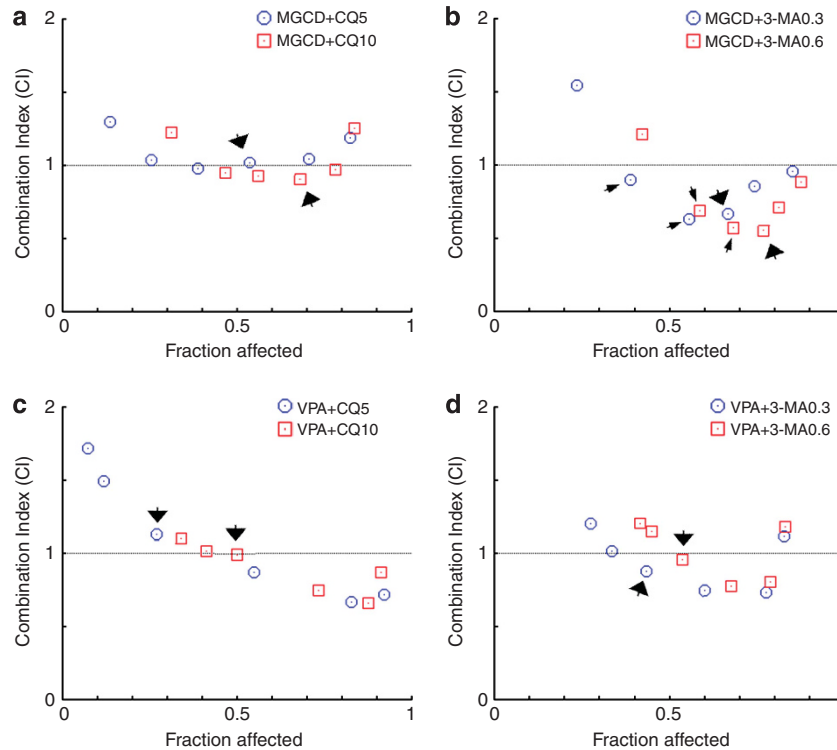 a
2
MGCD+CQ5
MGCD+CQ10
Combination Index (CI)
1
0
0
0.5
1
Fraction affected
b
2
MGCD+3-MA0.3
MGCD+3-MA0.6
Combination Index (CI)
1
0
0
0.5
Fraction affected
c
2
VPA+CQ5
VPA+CQ10
Combination Index (CI)
1
0
0
0.5
1
Fraction affected
d
2
VPA+3-MA0.3
VPA+3-MA0.6
Combination Index (CI)
1
0
0
0.5
Fraction affected